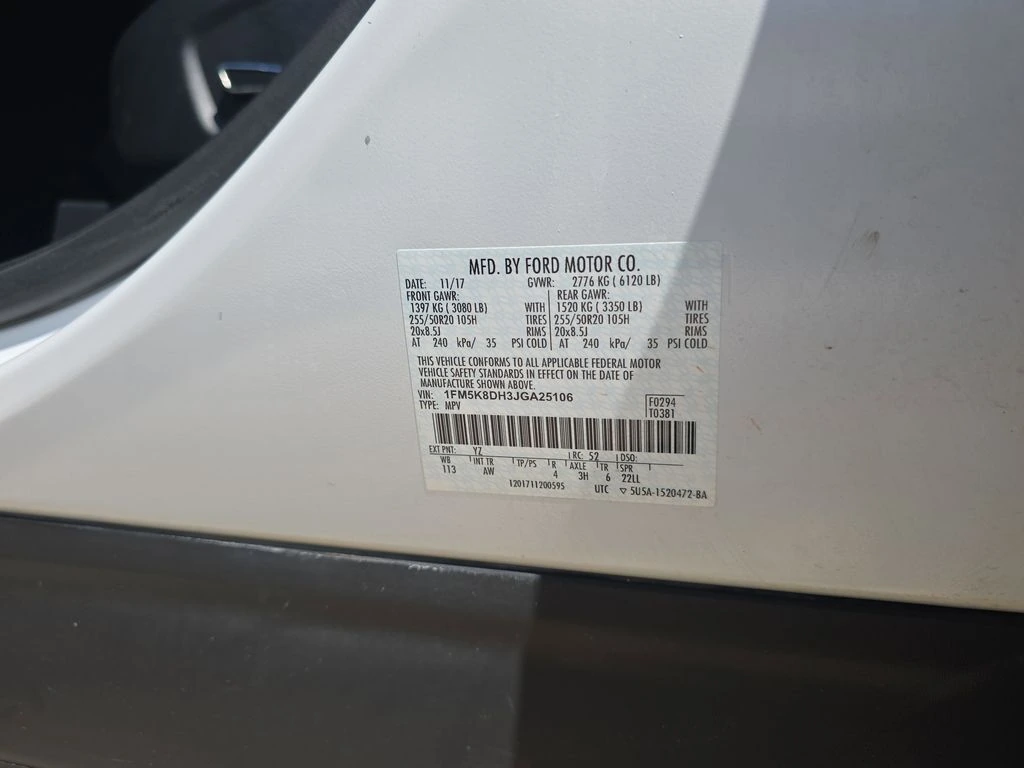 MFD. BY FORD MOTOR CO.
DATE: 11/17 GVWR: 2776 KG ( 6120 LB)
FRONT GAWR: REAR GAWR:
1397 KG ( 3080 LB) WITH 1520 KG ( 3350 LB) WITH
255/50R20 105H TIRES 255/50R20 105H TIRES
20x8.5J RIMS 20x8.5J RIMS
AT 240 kPa/ 35 PSI COLD AT 240 kPa/ 35 PSI COLD
THIS VEHICLE CONFORMS TO ALL APPLICABLE FEDERAL MOTOR
VEHICLE SAFETY STANDARDS IN EFFECT ON THE DATE OF
MANUFACTURE SHOWN ABOVE.
VIN: 1FM5K8DH3JGA25106 F0294
TYPE: MPV T0381
EXT PNT: YZ RC: 52 DSO:
WB INT TR TP/PS R AXLE TR SPR
113 AW 4 3H 6 22LL
1201711200595 UTC ▽ 5U5A-1520472-BA